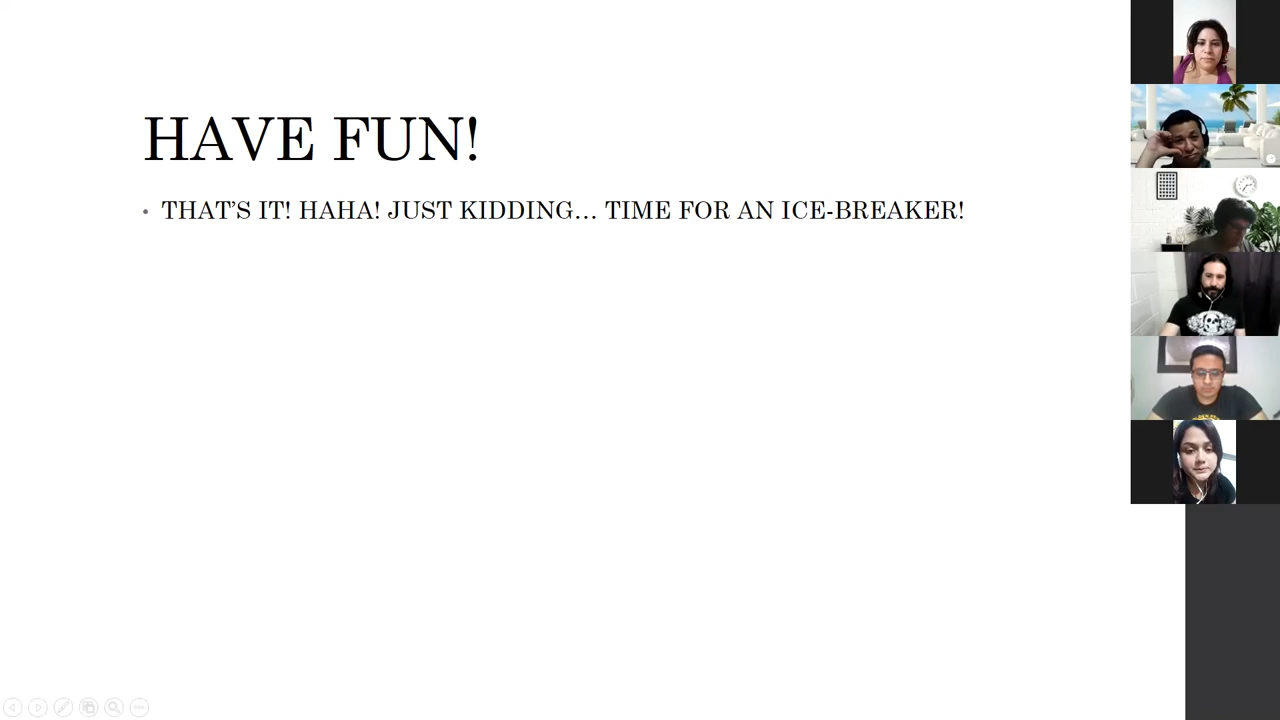 HAVE FUN!
• THAT’S IT! HAHA! JUST KIDDING… TIME FOR AN ICE-BREAKER!